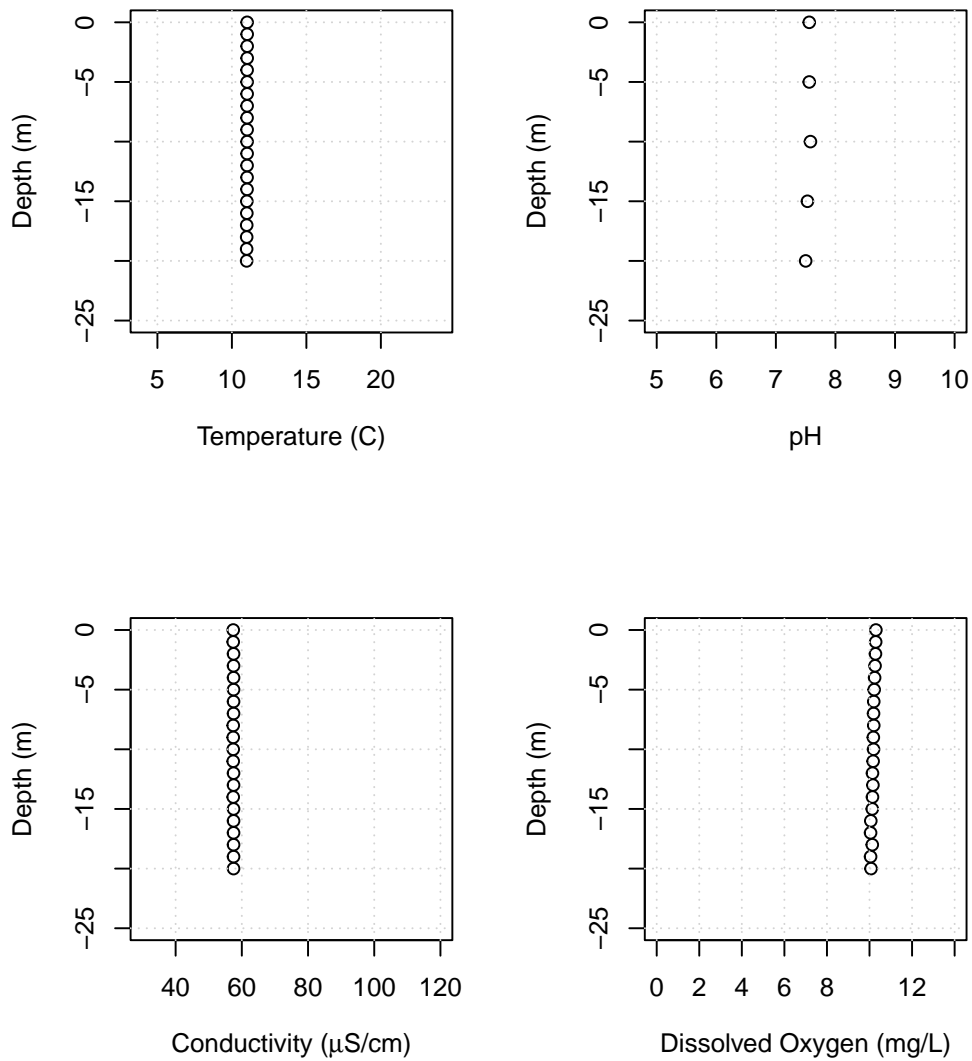 0
−5
−15
−25
Depth (m)
5 10 15 20
Temperature (C)
0
−5
−15
−25
Depth (m)
5 6 7 8 9 10
pH
0
−5
−15
−25
Depth (m)
40 60 80 100 120
Conductivity (µS/cm)
0
−5
−15
−25
Depth (m)
0 2 4 6 8 12
Dissolved Oxygen (mg/L)